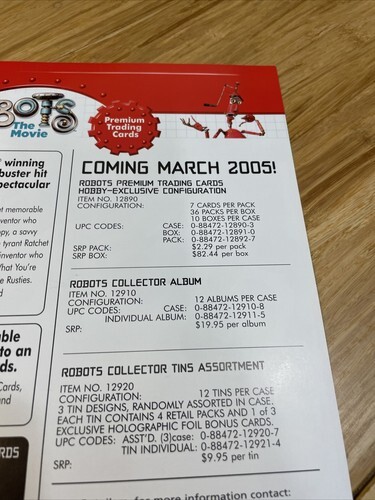 BOTS
The
Movie
Premium
Trading
Cards
winning
buster hit
pectacular
st memorable
inventor who
py, a savvy
tyrant Ratchet
inventor who
What You're
e Rusties.
d
able
to an
ds.
Cards,
and
RDS
COMING MARCH 2005!
ROBOTS PREMIUM TRADING CARDS
HOBBY-EXCLUSIVE CONFIGURATION
ITEM NO. 12890
CONFIGURATION: 7 CARDS PER PACK
36 PACKS PER BOX
10 BOXES PER CASE
UPC CODES: CASE: 0-88472-12890-3
BOX: 0-88472-12891-0
PACK: 0-88472-12892-7
SRP PACK: $2.29 per pack
SRP BOX: $82.44 per box
ROBOTS COLLECTOR ALBUM
ITEM NO. 12910
CONFIGURATION: 12 ALBUMS PER CASE
UPC CODES: CASE: 0-88472-12910-8
INDIVIDUAL ALBUM: 0-88472-12911-5
SRP: $19.95 per album
ROBOTS COLLECTOR TINS ASSORTMENT
ITEM NO. 12920
CONFIGURATION: 12 TINS PER CASE
3 TIN DESIGNS, RANDOMLY ASSORTED IN CASE.
EACH TIN CONTAINS 4 RETAIL PACKS AND 1 of 3
EXCLUSIVE HOLOGRAPHIC FOIL BONUS CARDS.
UPC CODES: ASST'D. (3)case: 0-88472-12920-7
TIN INDIVIDUAL: 0-88472-12921-4
SRP: $9.95 per tin
for more information contact: